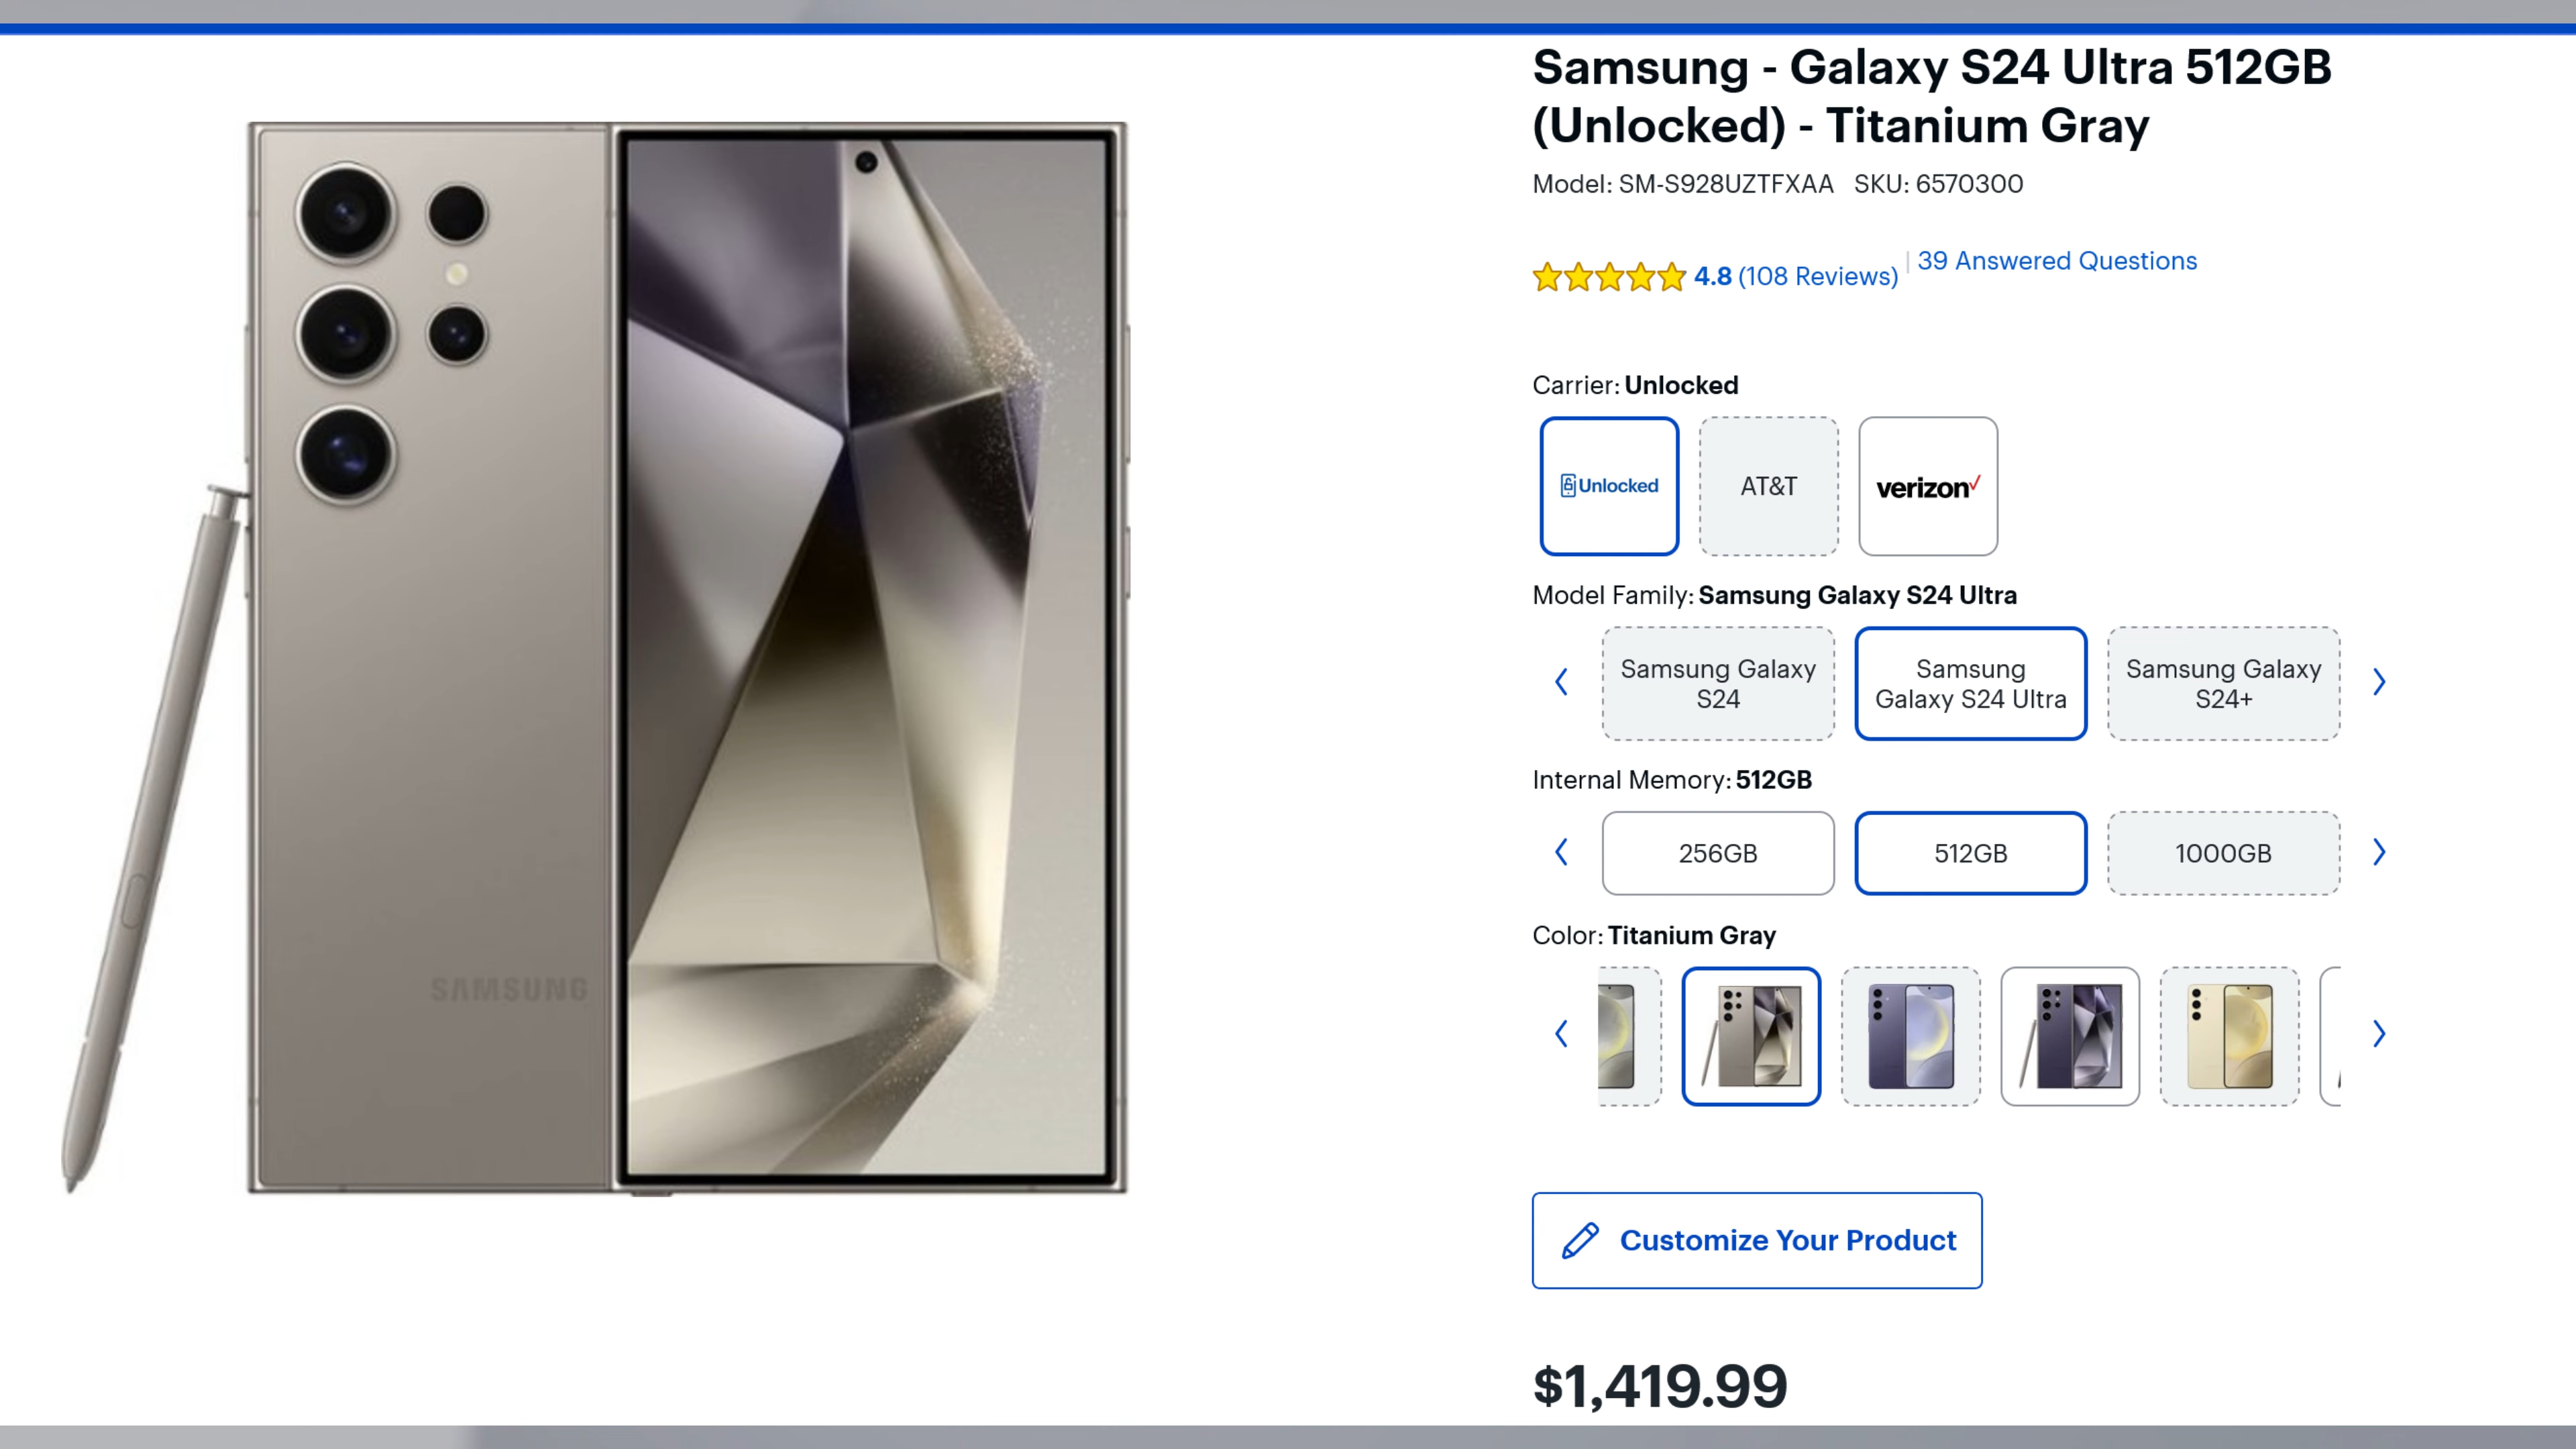 Samsung - Galaxy S24 Ultra 512GB
(Unlocked) - Titanium Gray
Model: SM-S928UZTFXAA SKU: 6570300
4.8 (108 Reviews) | 39 Answered Questions
Carrier: Unlocked
Unlocked
AT&T
verizon
Model Family: Samsung Galaxy S24 Ultra
Samsung Galaxy
S24
Samsung
Galaxy S24 Ultra
Samsung Galaxy
S24+
Internal Memory: 512GB
256GB
512GB
1000GB
Color: Titanium Gray
SAMSUNG
Customize Your Product
$1,419.99